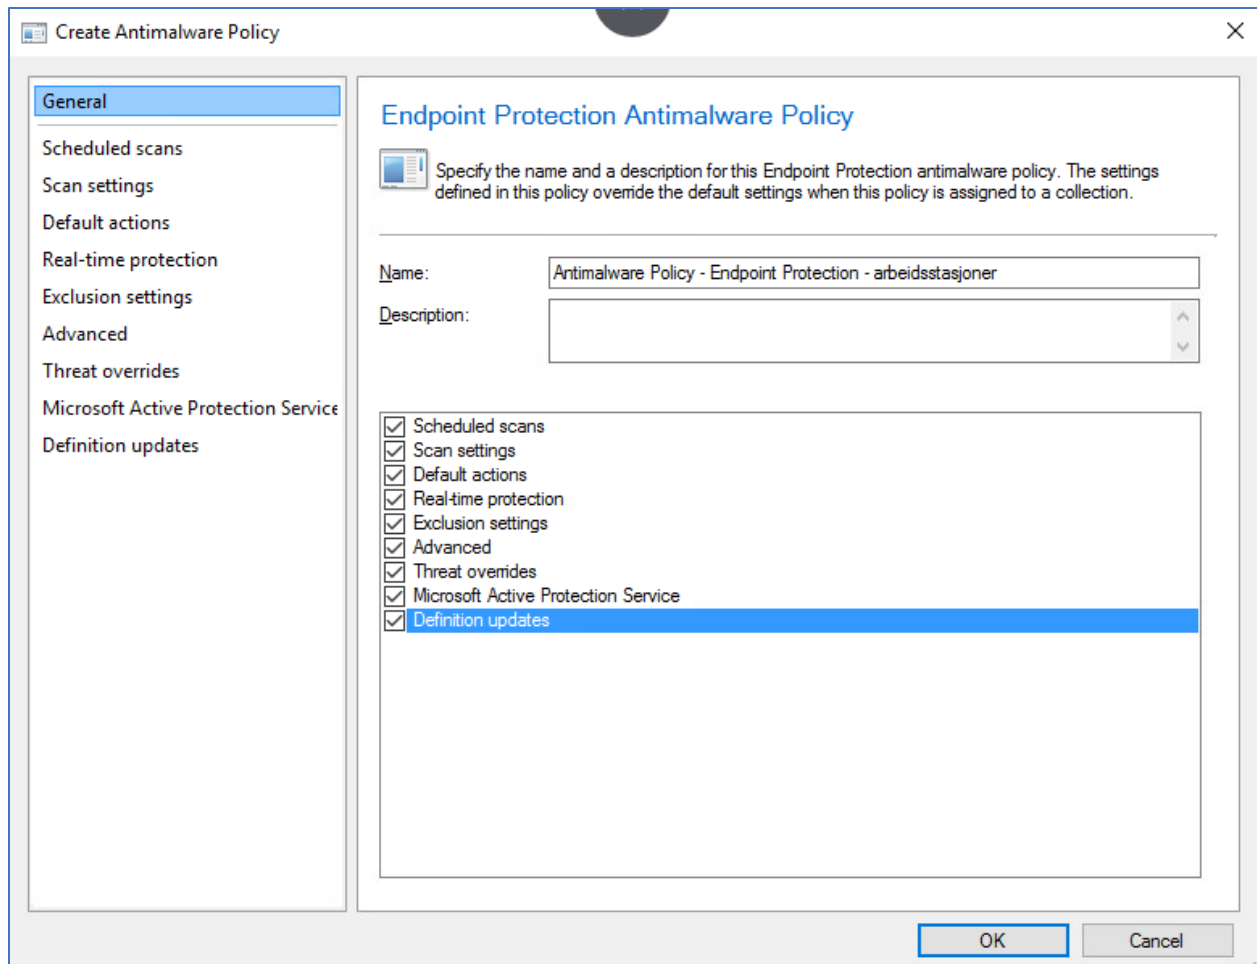 Create Antimalware Policy
General
Scheduled scans
Scan settings
Default actions
Real-time protection
Exclusion settings
Advanced
Threat overrides
Microsoft Active Protection Service
Definition updates
Endpoint Protection Antimalware Policy
Specify the name and a description for this Endpoint Protection antimalware policy. The settings
defined in this policy override the default settings when this policy is assigned to a collection.
Name: Antimalware Policy - Endpoint Protection - arbeidsstasjoner
Description:
Scheduled scans
Scan settings
Default actions
Real-time protection
Exclusion settings
Advanced
Threat overrides
Microsoft Active Protection Service
Definition updates
OK Cancel